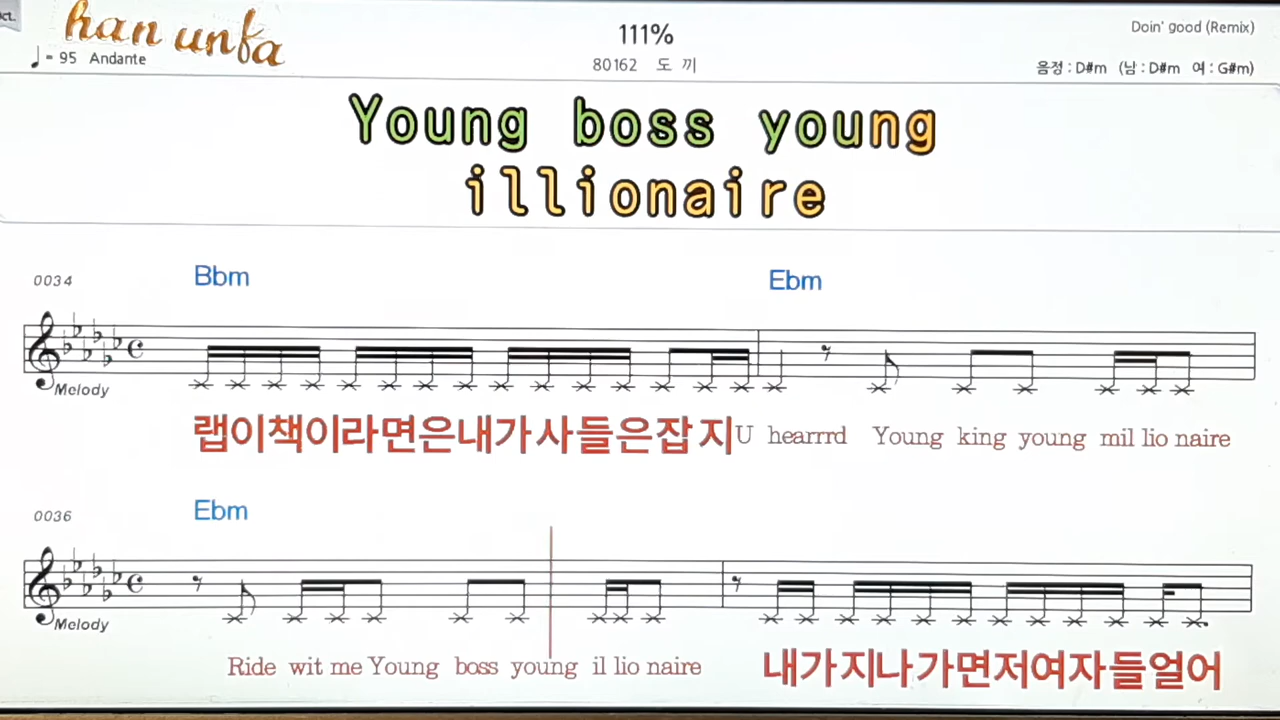 ct.
han unfa
♩= 95 Andante
111%
80162 도 끼
Doin' good (Remix)
음정 : D#m (남 : D#m 여 : G#m)
Young boss young
illionaire
0034
Bbm
Ebm
Melody
랩이책이라면은내가사들은잡지U hearrrd Young king young mil lio naire
0036
Ebm
Melody
Ride wit me Young boss young il lio naire 내가지나가면저여자들얼어